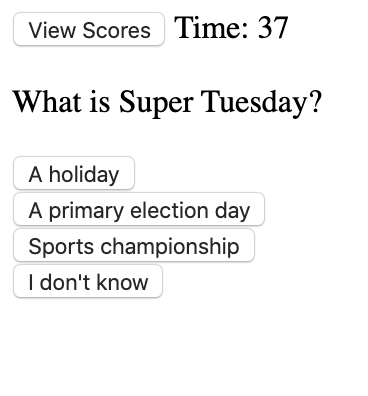 View Scores Time: 37
What is Super Tuesday?
A holiday
A primary election day
Sports championship
I don't know